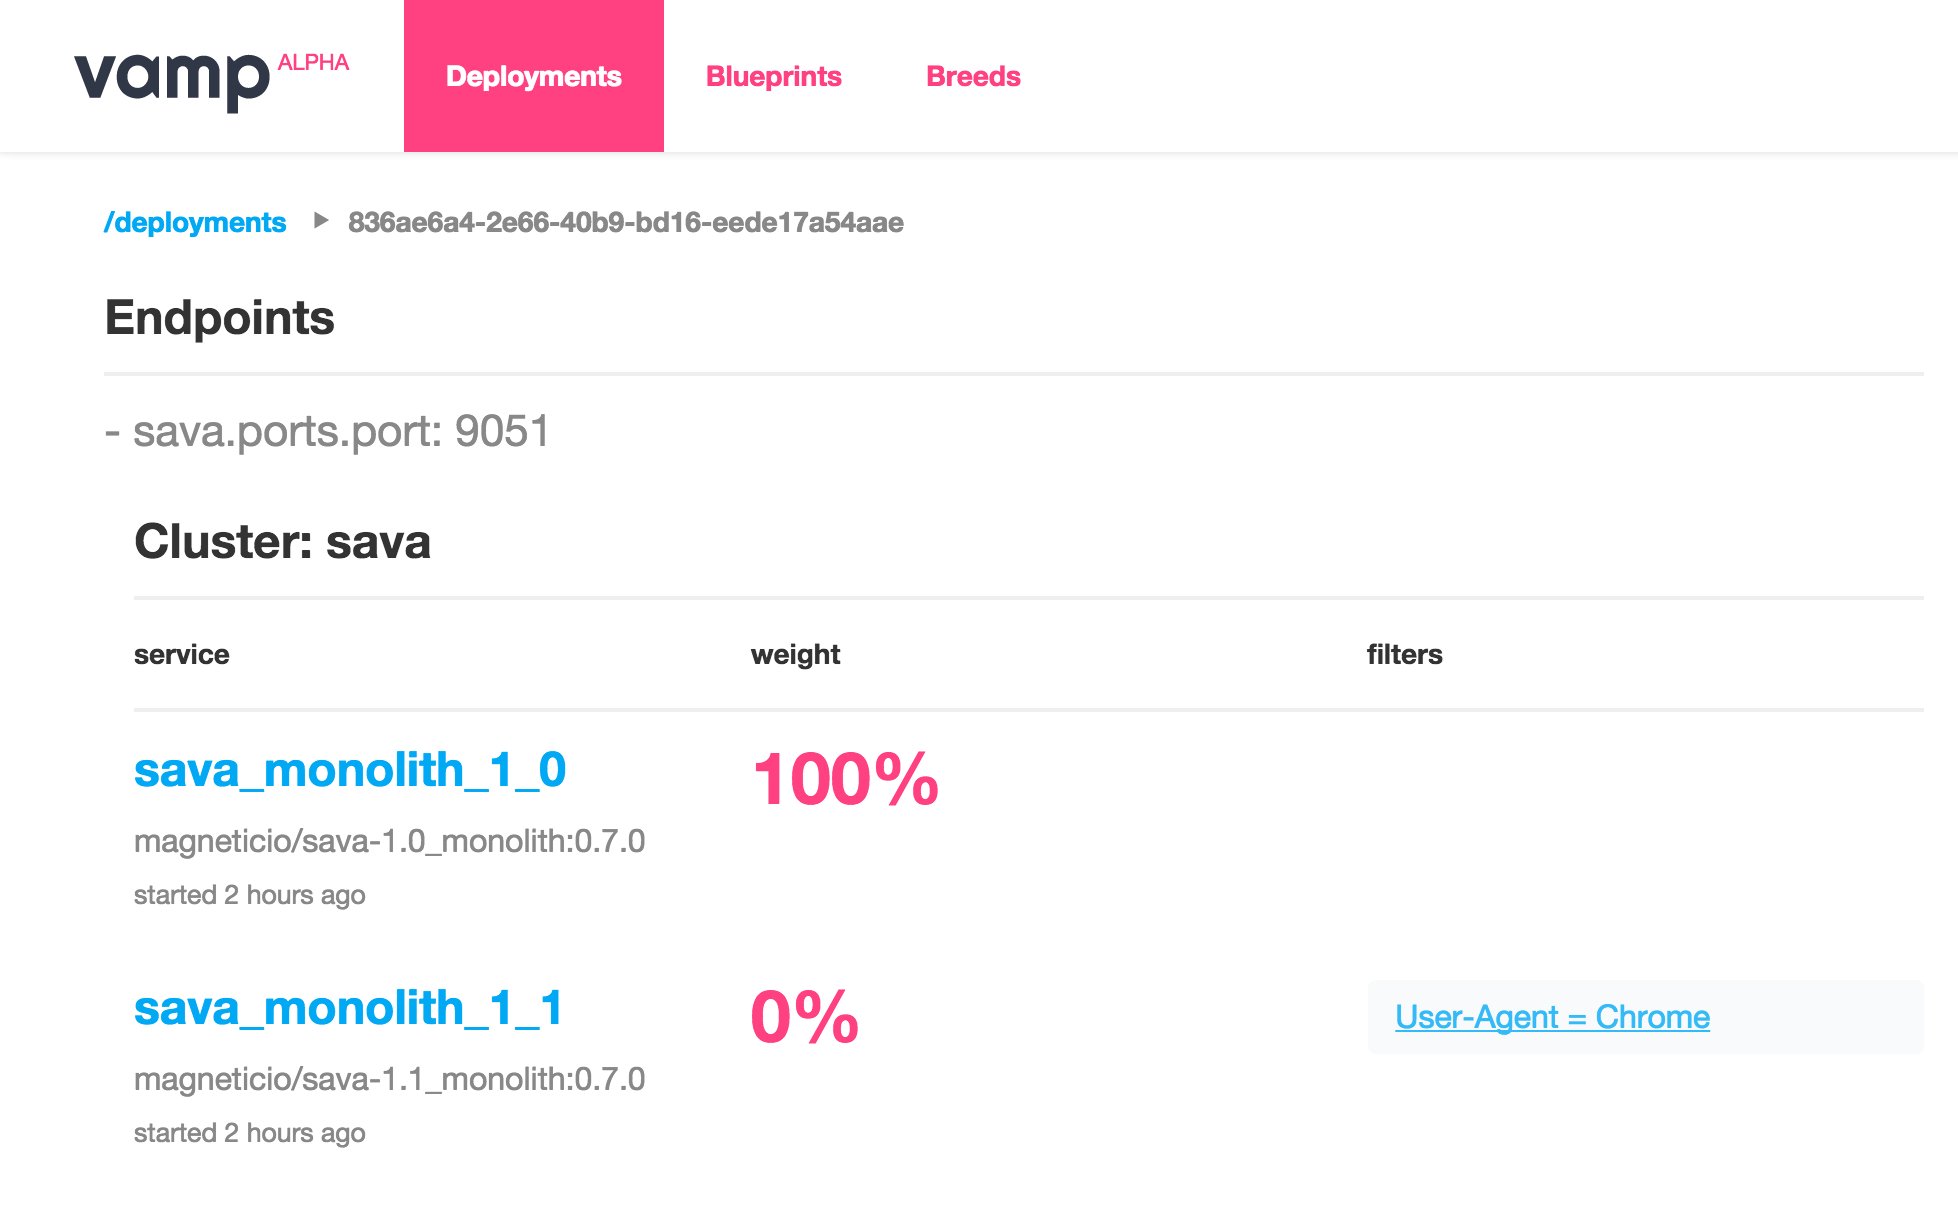 vamp ALPHA Deployments Blueprints Breeds
/deployments ▶ 836ae6a4-2e66-40b9-bd16-eede17a54aae
Endpoints
- sava.ports.port: 9051
Cluster: sava
service weight filters
sava_monolith_1_0 100%
magneticio/sava-1.0_monolith:0.7.0
started 2 hours ago
sava_monolith_1_1 0% User-Agent = Chrome
magneticio/sava-1.1_monolith:0.7.0
started 2 hours ago